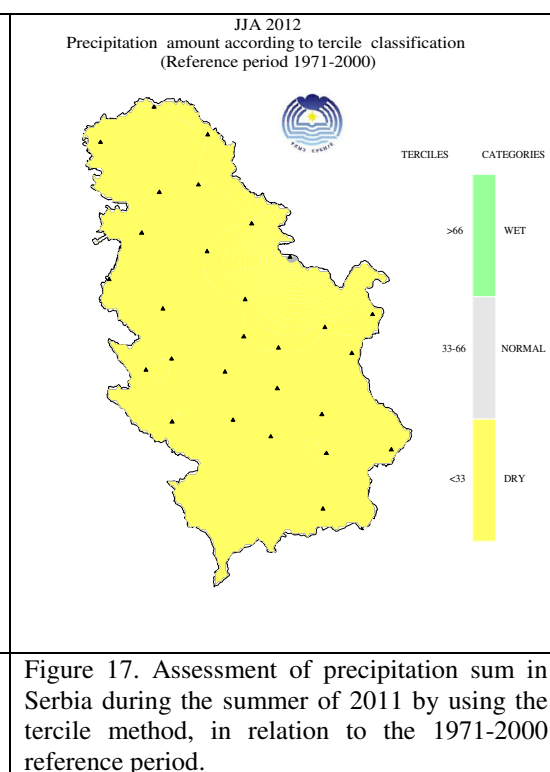 JJA 2012
Precipitation amount according to tercile classification
(Reference period 1971-2000)
TERCILES CATEGORIES
>66 WET
33-66 NORMAL
<33 DRY
Figure 17. Assessment of precipitation sum in
Serbia during the summer of 2011 by using the
tercile method, in relation to the 1971-2000
reference period.